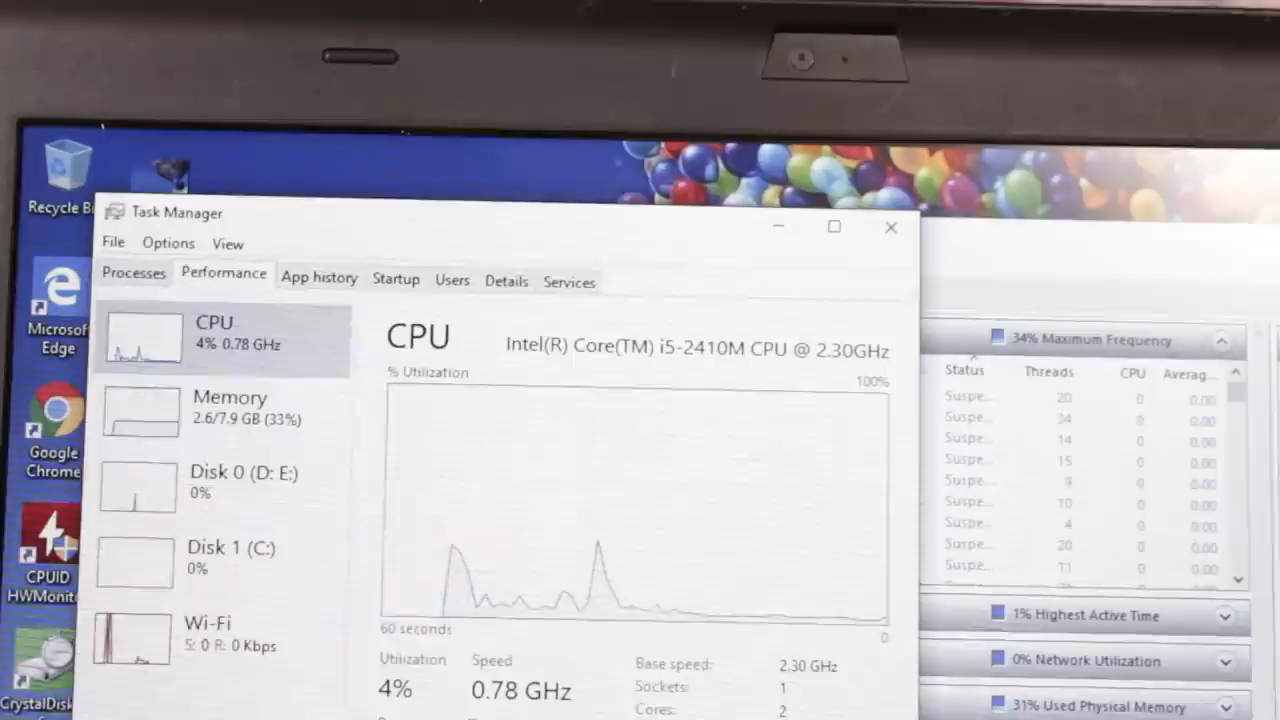 Recycle Bi
Microsof
Edge
Google
Chrome
CPUID
HWMonit
CrystalDisk
Task Manager
File Options View
Processes Performance App history Startup Users Details Services
CPU
4% 0.78 GHz
Memory
2.6/7.9 GB (33%)
Disk 0 (D: E:)
0%
Disk 1 (C:)
0%
Wi-Fi
S: 0 R: 0 Kbps
CPU Intel(R) Core(TM) i5-2410M CPU @ 2.30GHz
% Utilization 100%
60 seconds 0
Utilization Speed
4% 0.78 GHz
Base speed: 2.30 GHz
Sockets: 1
Cores: 2
34% Maximum Frequency
Status Threads CPU Averag...
Suspe... 20 0 0.00
Suspe... 34 0 0.00
Suspe... 14 0 0.00
Suspe... 15 0 0.00
Suspe... 9 0 0.00
Suspe... 10 0 0.00
Suspe... 4 0 0.00
Suspe... 20 0 0.00
Suspe... 11 0 0.00
1% Highest Active Time
0% Network Utilization
31% Used Physical Memory